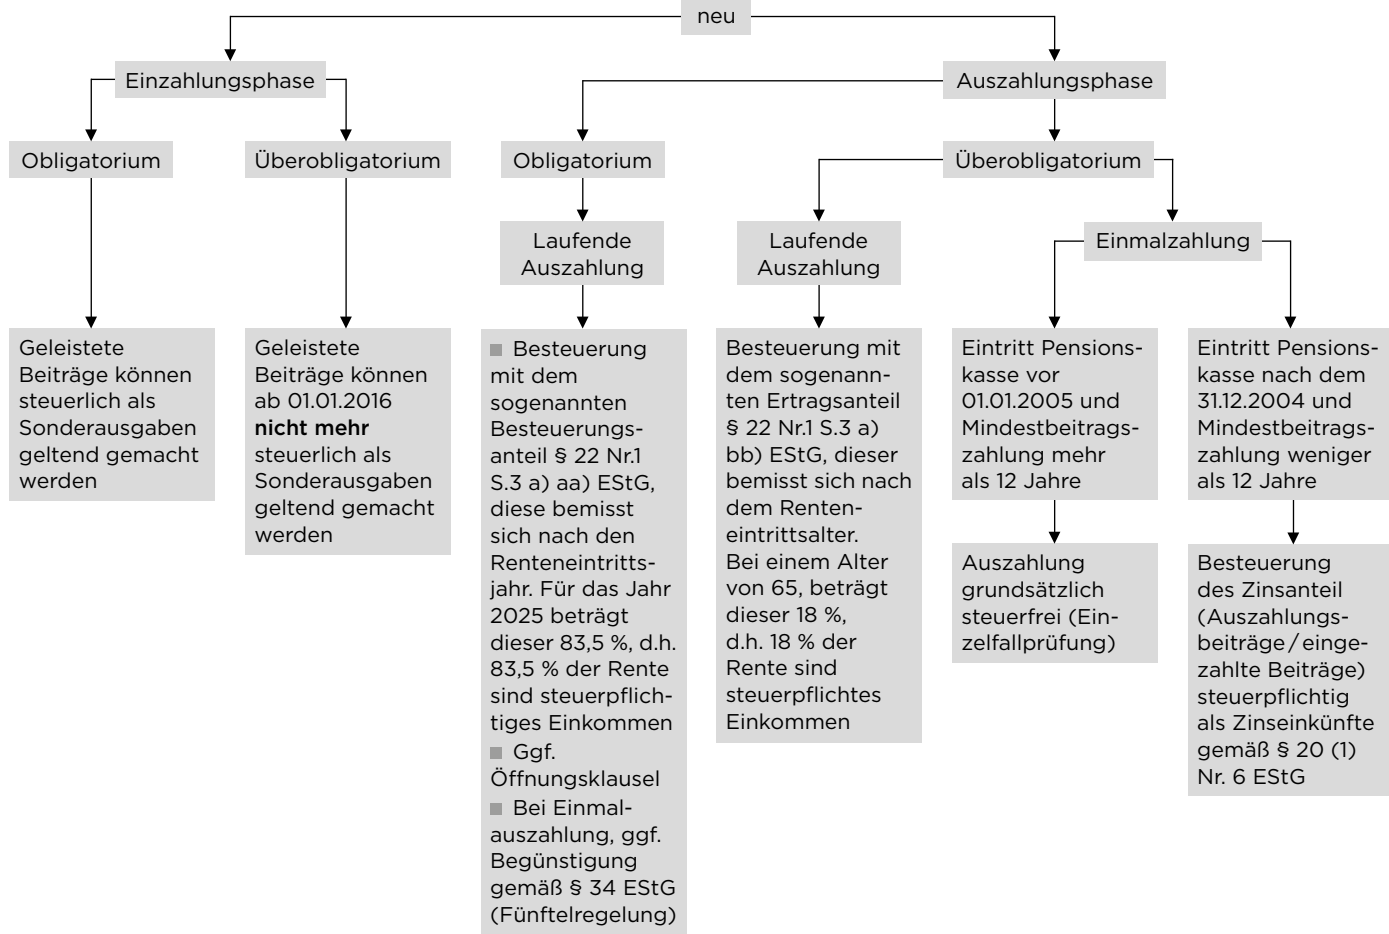 neu
Einzahlungsphase
Auszahlungsphase
Obligatorium
Überobligatorium
Obligatorium
Überobligatorium
Laufende
Auszahlung
Laufende
Auszahlung
Einmalzahlung
Geleistete
Beiträge können
steuerlich als
Sonderausgaben
geltend gemacht
werden
Geleistete
Beiträge können
ab 01.01.2016
nicht mehr
steuerlich als
Sonderausgaben
geltend gemacht
werden
■ Besteuerung
mit dem
sogenannten
Besteuerungs-
anteil § 22 Nr.1
S.3 a) aa) EStG,
diese bemisst
sich nach den
Renteneintritts-
jahr. Für das Jahr
2025 beträgt
dieser 83,5 %, d.h.
83,5 % der Rente
sind steuerpflich-
tiges Einkommen
■ Ggf.
Öffnungsklausel
■ Bei Einmal-
auszahlung, ggf.
Begünstigung
gemäß § 34 EStG
(Fünftelregelung)
Besteuerung mit
dem sogenann-
ten Ertragsanteil
§ 22 Nr.1 S.3 a)
bb) EStG, dieser
bemisst sich nach
dem Renten-
eintrittsalter.
Bei einem Alter
von 65, beträgt
dieser 18 %,
d.h. 18 % der
Rente sind
steuerpflichtes
Einkommen
Eintritt Pensions-
kasse vor
01.01.2005 und
Mindestbeitrags-
zahlung mehr
als 12 Jahre
Auszahlung
grundsätzlich
steuerfrei (Ein-
zelfallprüfung)
Eintritt Pensions-
kasse nach dem
31.12.2004 und
Mindestbeitrags-
zahlung weniger
als 12 Jahre
Besteuerung
des Zinsanteil
(Auszahlungs-
beiträge / einge-
zahlte Beiträge)
steuerpflichtig
als Zinseinkünfte
gemäß § 20 (1)
Nr. 6 EStG